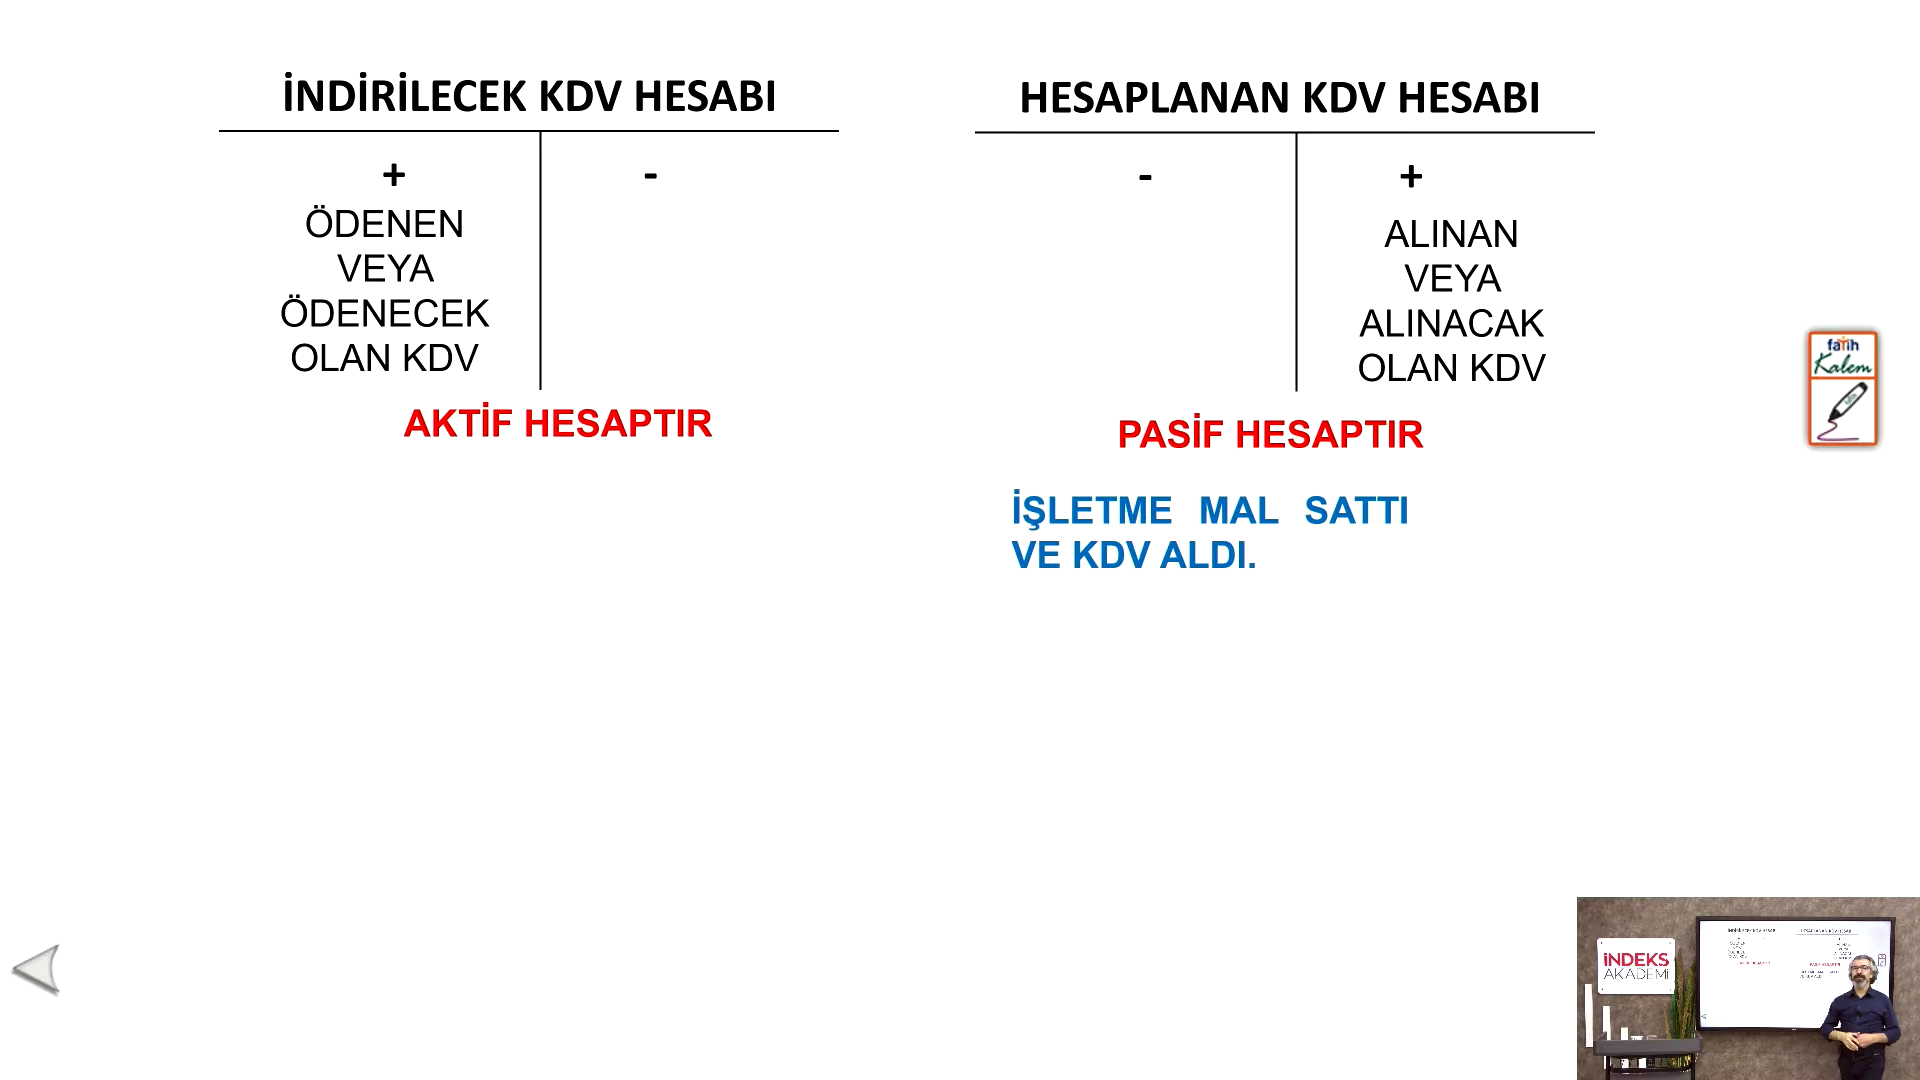 İNDİRİLECEK KDV HESABI
+ -
ÖDENEN
VEYA
ÖDENECEK
OLAN KDV
AKTİF HESAPTIR
HESAPLANAN KDV HESABI
- +
ALINAN
VEYA
ALINACAK
OLAN KDV
PASİF HESAPTIR
İŞLETME MAL SATTI
VE KDV ALDI.
fatih
Kalem
İNDEKS
AKADEMİ